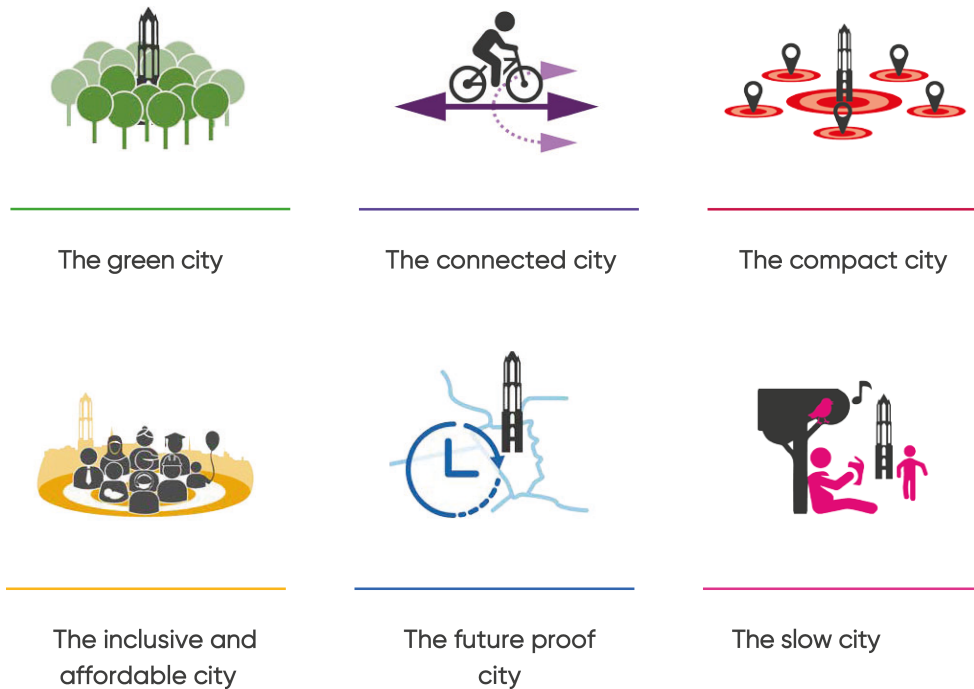 The green city
The connected city
The compact city
The inclusive and
affordable city
The future proof
city
The slow city